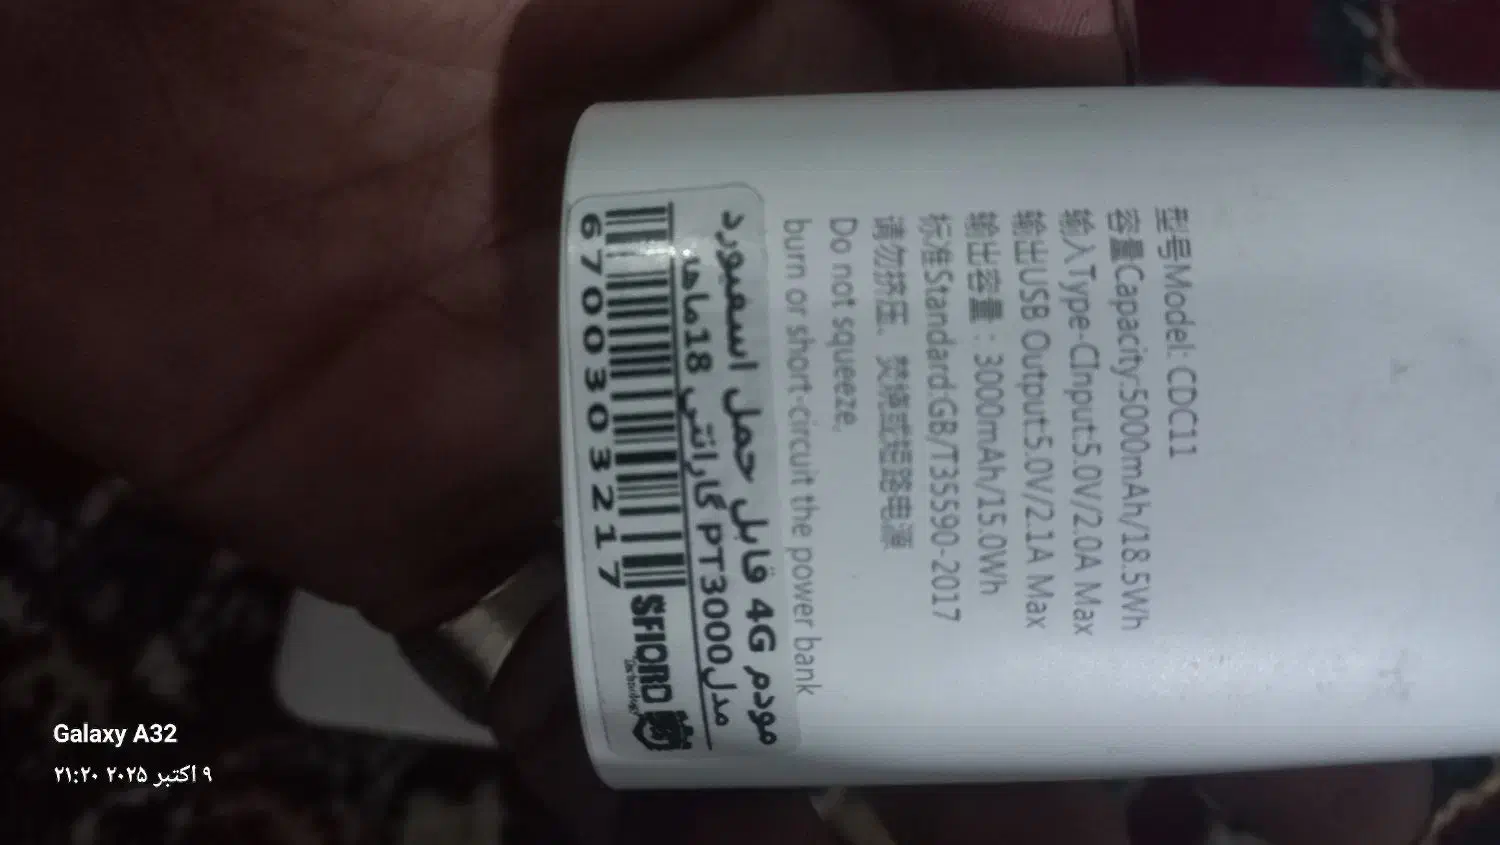 型号Model: CDC11
容量Capacity:5000mAh/18.5Wh
输入Type-CInput:5.0V/2.0A Max
输出USB Output:5.0V/2.1A Max
输出容量：3000mAh/15.0Wh
标准Standard:GB/T35590-2017
请勿挤压、焚烧或短路电源
Do not squeeze,
burn or short-circuit the power bank
مودم 4G قابل حمل اسفیورد
مدل PT3000 گارانتی 18ماهه
SFIORD
Technology
6700303217
Galaxy A32
۹ اکتبر ۲۰۲۵ ۲۱:۲۰